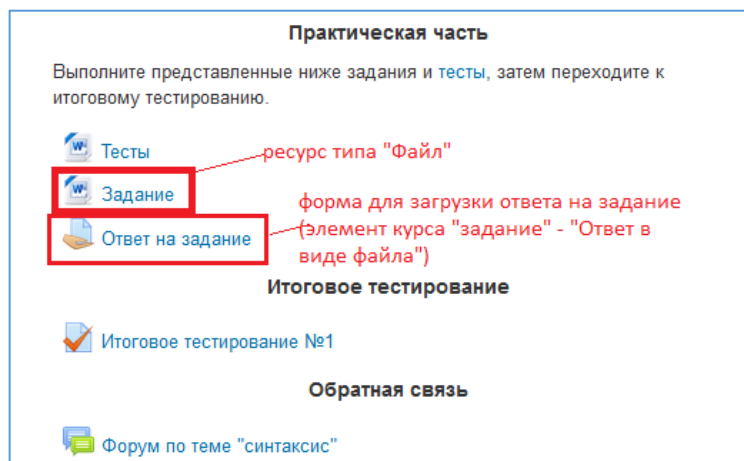 Практическая часть
Выполните представленные ниже задания и тесты, затем переходите к
итоговому тестированию.
Тесты
ресурс типа "Файл"
Задание
форма для загрузки ответа на задание
(элемент курса "задание" - "Ответ в
виде файла")
Ответ на задание
Итоговое тестирование
Итоговое тестирование №1
Обратная связь
Форум по теме "синтаксис"